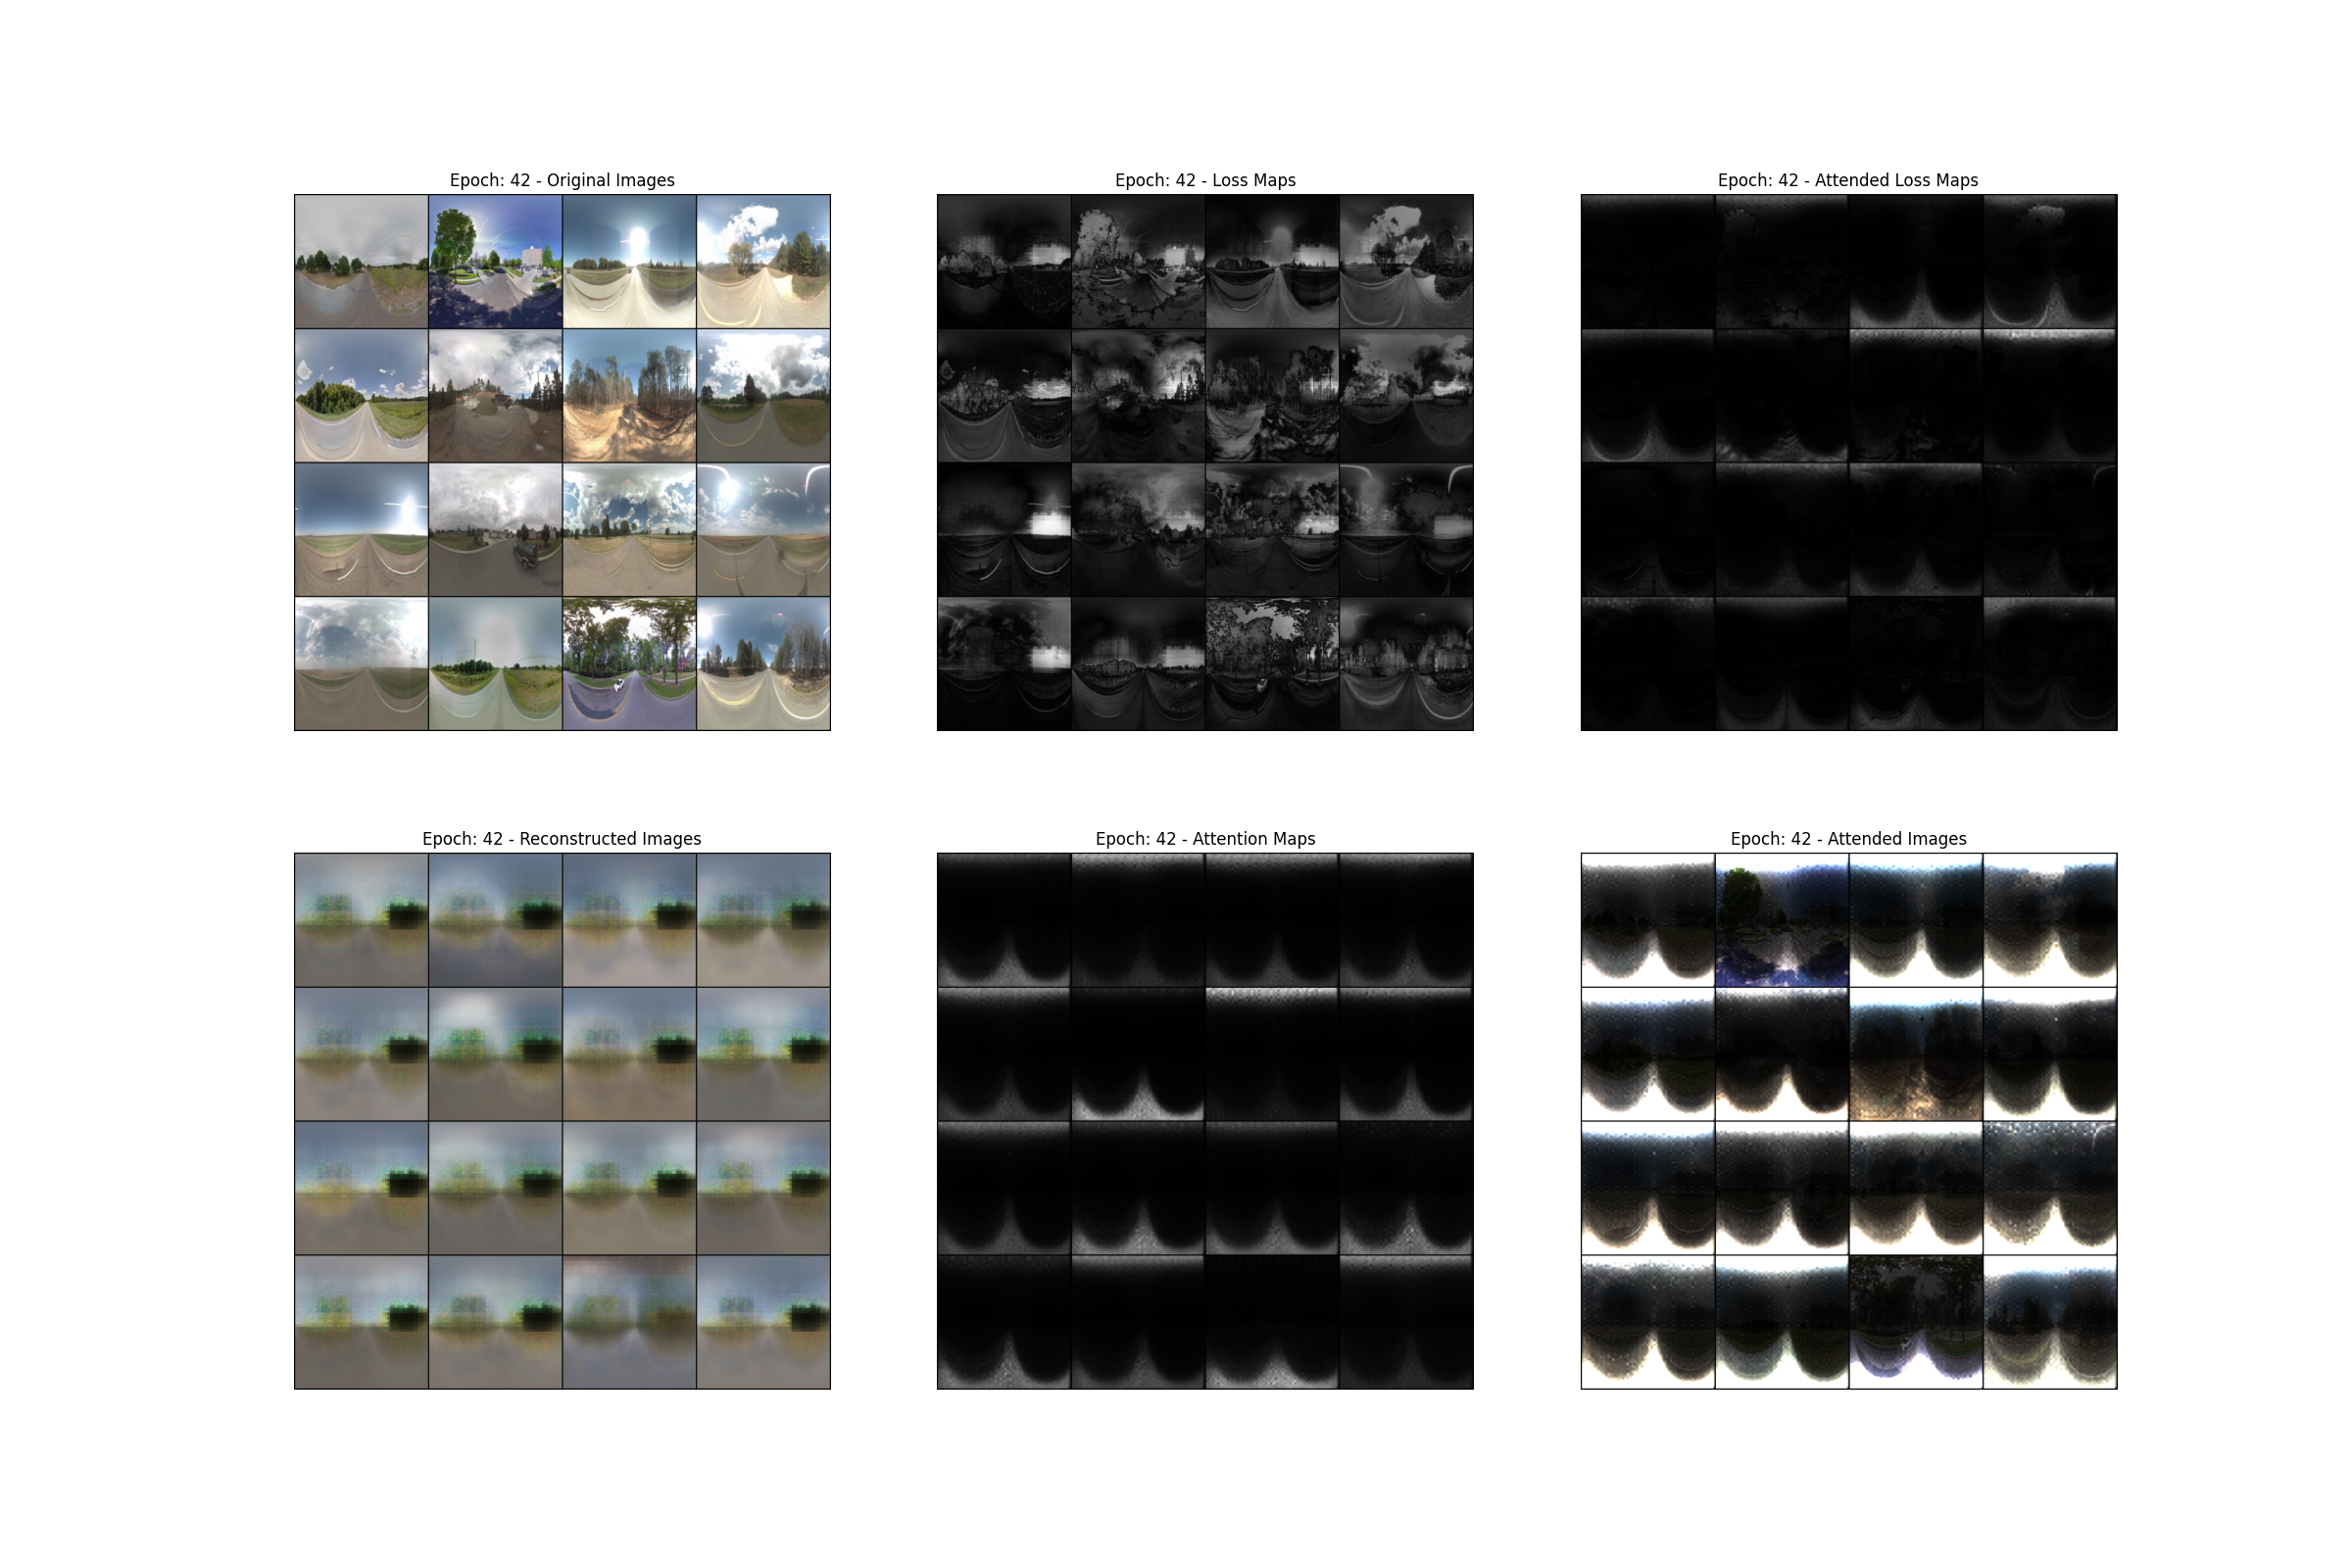 Epoch: 42 - Original Images
Epoch: 42 - Loss Maps
Epoch: 42 - Attended Loss Maps
Epoch: 42 - Reconstructed Images
Epoch: 42 - Attention Maps
Epoch: 42 - Attended Images